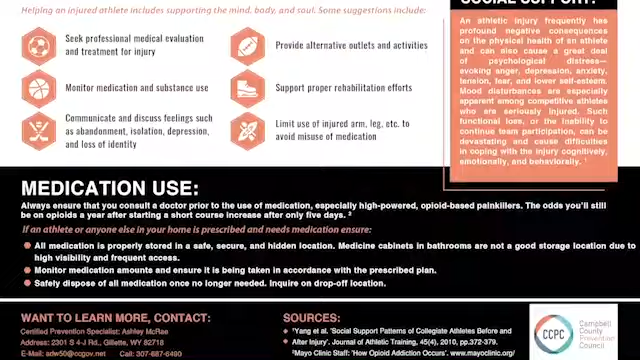 Helping an injured athlete includes supporting the mind, body, and soul. Some suggestions include:
Seek professional medical evaluation
and treatment for injury
Provide alternative outlets and activities
Monitor medication and substance use
Support proper rehabilitation efforts
Communicate and discuss feelings such
as abandonment, isolation, depression,
and loss of identity
Limit use of injured arm, leg, etc. to
avoid misuse of medication
SOCIAL SUPPORT?
An athletic injury frequently has
profound negative consequences
on the physical health of an athlete
and can also cause a great deal
of psychological distress—
evoking anger, depression, anxiety,
tension, fear, and lower self-esteem.
Mood disturbances are especially
apparent among competitive athletes
who are seriously injured. Such
functional loss, or the inability to
continue team participation, can be
devastating and cause difficulties
in coping with the injury cognitively,
emotionally, and behaviorally. 1
MEDICATION USE:
Always ensure that you consult a doctor prior to the use of medication, especially high-powered, opioid-based painkillers. The odds you'll still
be on opioids a year after starting a short course increase after only five days. 2
If an athlete or anyone else in your home is prescribed and needs medication ensure:
All medication is properly stored in a safe, secure, and hidden location. Medicine cabinets in bathrooms are not a good storage location due to
high visibility and frequent access.
Monitor medication amounts and ensure it is being taken in accordance with the prescribed plan.
Safely dispose of all medication once no longer needed. Inquire on drop-off location.
WANT TO LEARN MORE, CONTACT:
Certified Prevention Specialist: Ashley McRae
Address: 2301 S 4-J Rd., Gillette, WY 82718
E-Mail: adw50@ccgov.net Call: 307-687-6490
SOURCES:
1Yang et al. 'Social Support Patterns of Collegiate Athletes Before and
After Injury'. Journal of Athletic Training, 45(4), 2010, pp.372-379.
2Mayo Clinic Staff: 'How Opioid Addiction Occurs'. www.mayoclinic.org/
CCPC
Campbell
County
Prevention
Council